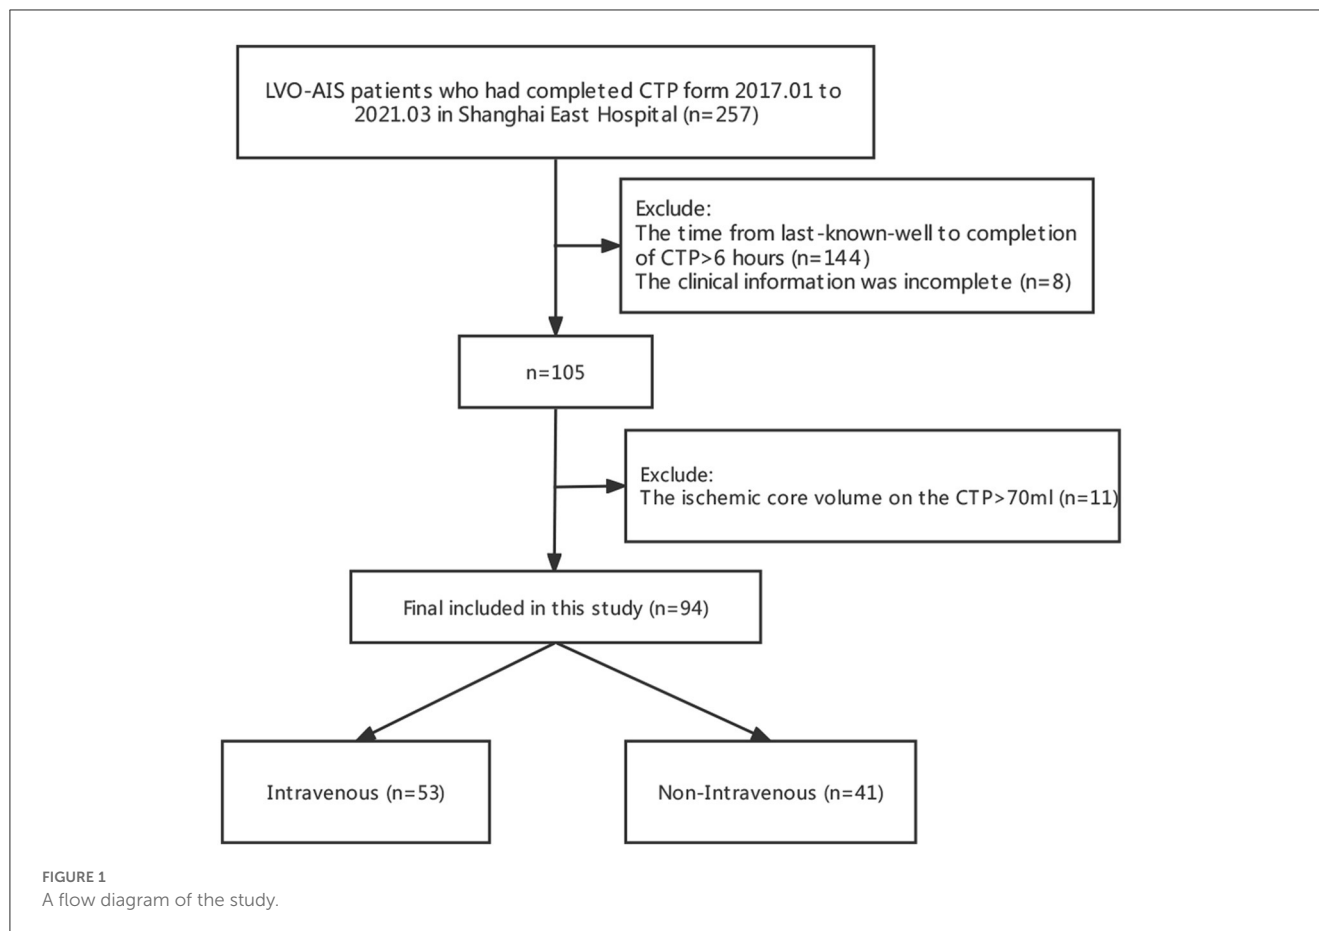 LVO-AIS patients who had completed CTP form 2017.01 to
2021.03 in Shanghai East Hospital (n=257)
Exclude:
The time from last-known-well to completion
of CTP>6 hours (n=144)
The clinical information was incomplete (n=8)
n=105
Exclude:
The ischemic core volume on the CTP>70ml (n=11)
Final included in this study (n=94)
Intravenous (n=53)
Non-Intravenous (n=41)
FIGURE 1
A flow diagram of the study.